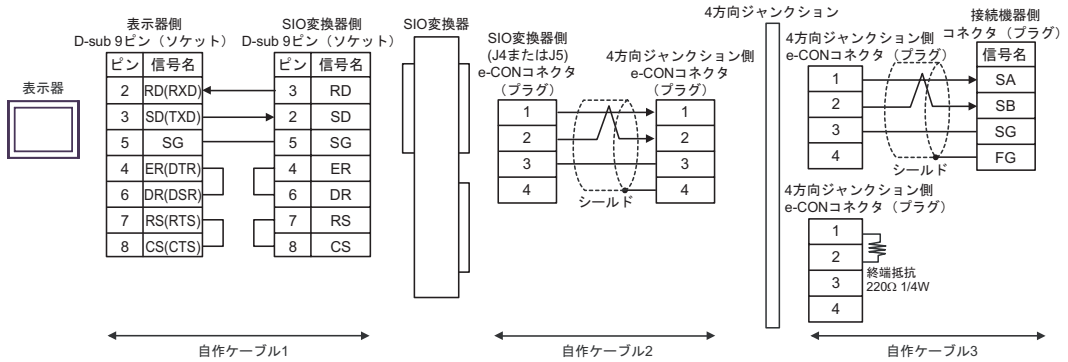 表示器
表示器側
D-sub 9ピン（ソケット）
ピン 信号名
2 RD(RXD)
3 SD(TXD)
5 SG
4 ER(DTR)
6 DR(DSR)
7 RS(RTS)
8 CS(CTS)
SIO変換器側
D-sub 9ピン（ソケット）
ピン 信号名
3 RD
2 SD
5 SG
4 ER
6 DR
7 RS
8 CS
自作ケーブル1
SIO変換器
SIO変換器側
(J4またはJ5)
e-CONコネクタ
（プラグ）
1
2
3
4
シールド
4方向ジャンクション側
e-CONコネクタ
（プラグ）
1
2
3
4
自作ケーブル2
4方向ジャンクション
4方向ジャンクション側
e-CONコネクタ（プラグ）
1
2
3
4
シールド
接続機器側
コネクタ（プラグ）
信号名
SA
SB
SG
FG
4方向ジャンクション側
e-CONコネクタ（プラグ）
1
2
3
4
終端抵抗
220Ω 1/4W
自作ケーブル3